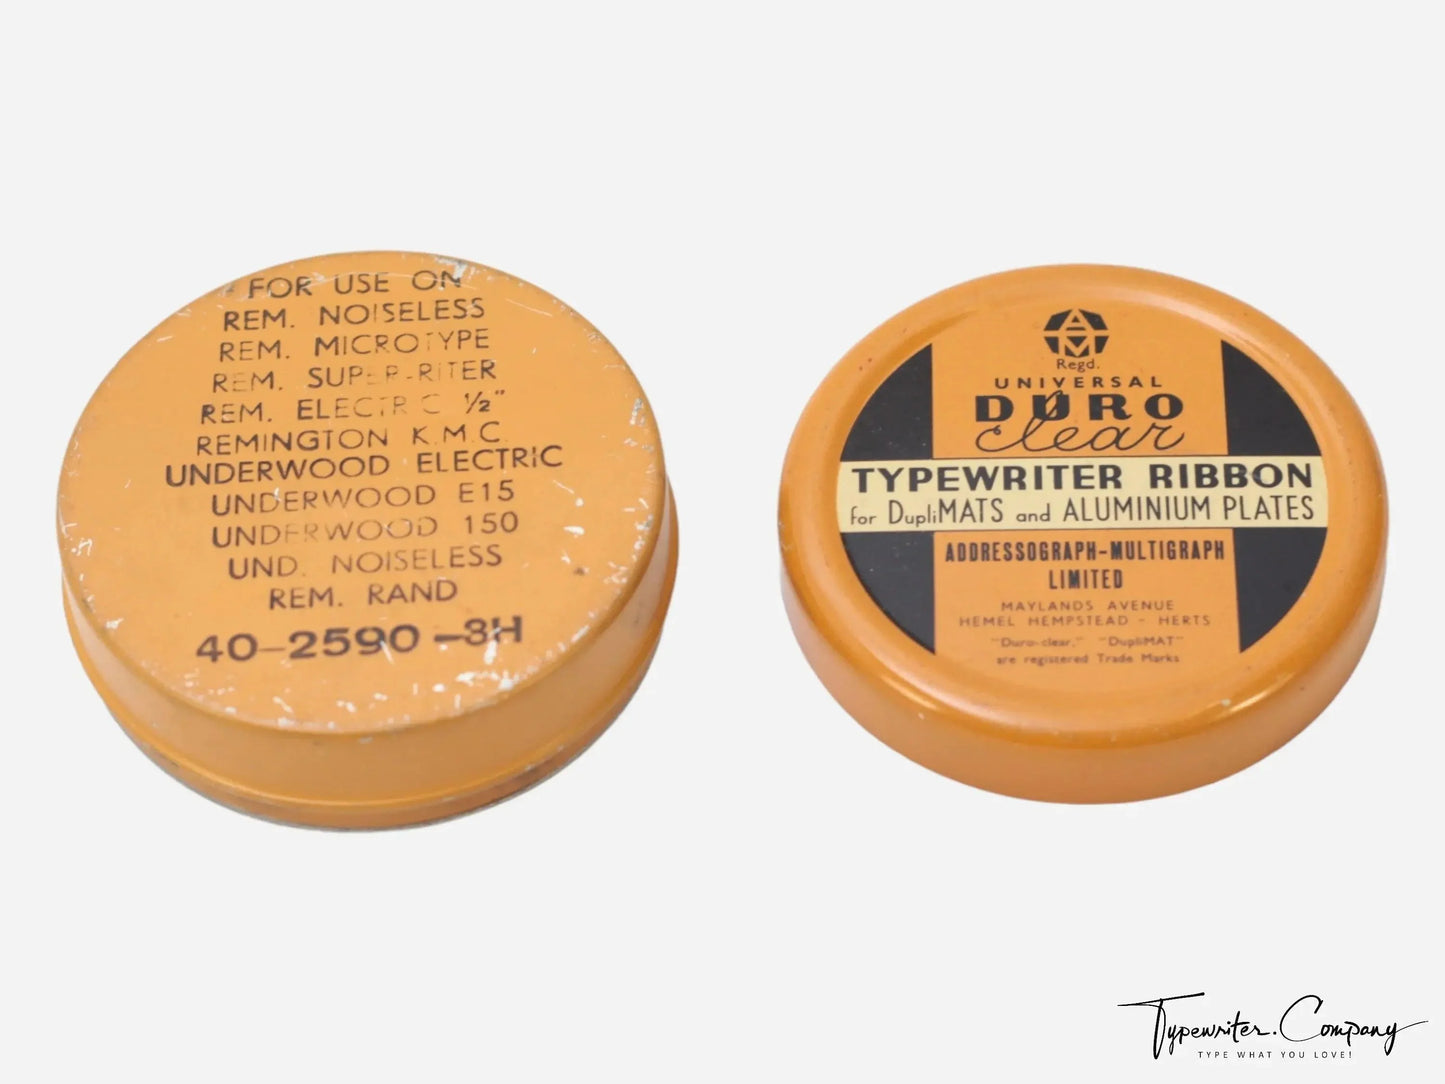 FOR USE ON
REM. NOISELESS
REM. MICROTYPE
REM. SUPER-RITER
REM. ELECTRIC ½"
REMINGTON K.M.C.
UNDERWOOD ELECTRIC
UNDERWOOD E15
UNDERWOOD 150
UND. NOISELESS
REM. RAND
40-2590-3H
AM
Regd.
UNIVERSAL
DURO
clear
TYPEWRITER RIBBON
for DupliMATS and ALUMINIUM PLATES
ADDRESSOGRAPH-MULTIGRAPH
LIMITED
MAYLANDS AVENUE
HEMEL HEMPSTEAD - HERTS
"Duro-clear," "DupliMAT"
are registered Trade Marks
Typewriter.Company
TYPE WHAT YOU LOVE!